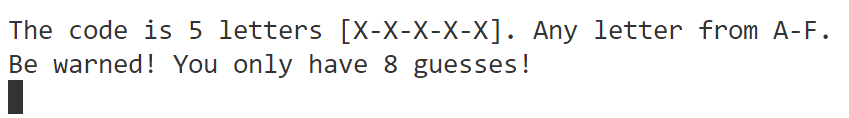 The code is 5 letters [X-X-X-X-X]. Any letter from A-F.
Be warned! You only have 8 guesses!